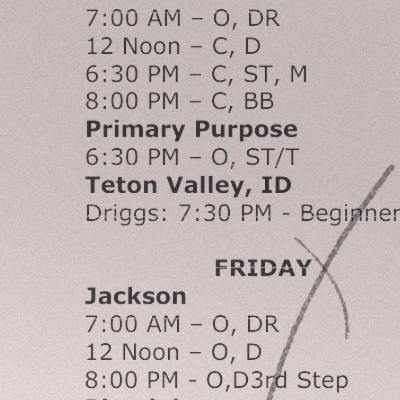 7:00 AM – O, DR
12 Noon – C, D
6:30 PM – C, ST, M
8:00 PM – C, BB
Primary Purpose
6:30 PM – O, ST/T
Teton Valley, ID
Driggs: 7:30 PM - Beginner
FRIDAY
Jackson
7:00 AM – O, DR
12 Noon – O, D
8:00 PM - O,D3rd Step